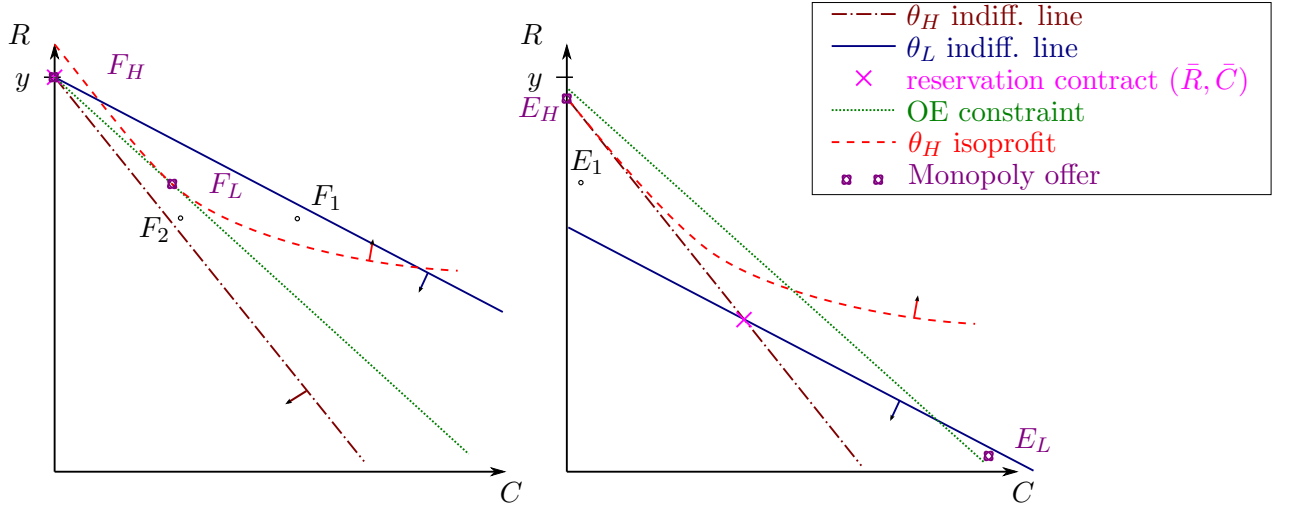 R
y
F_H
F_L
F_1
F_2
C
R
y
E_H
E_1
E_L
C
θ_H indiff. line
θ_L indiff. line
reservation contract (R̄, C̄)
OE constraint
θ_H isoprofit
Monopoly offer